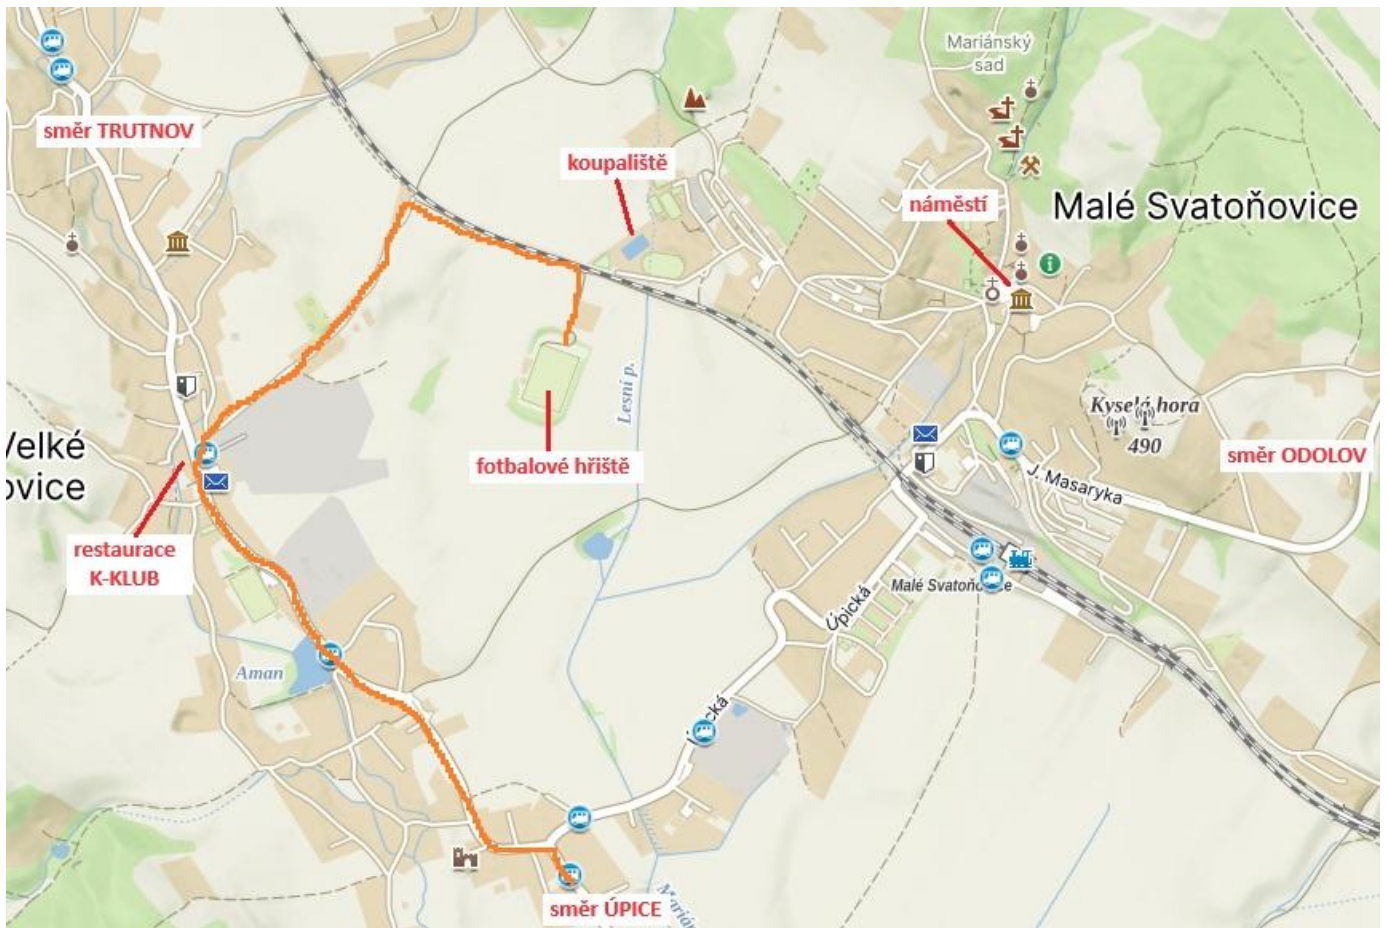 Mariánský
sad
směr TRUTNOV
koupaliště
náměstí
Malé Svatoňovice
Lesní p.
Kyselá hora
490
Velké
ovice
fotbalové hřiště
směr ODOLOV
J. Masaryka
restaurace
K-KLUB
Malé Svatoňovice
Úpická
Aman
směr ÚPICE